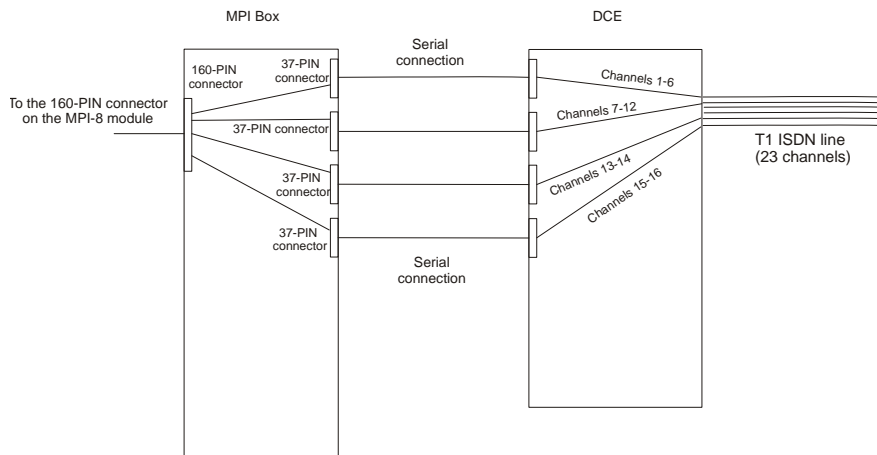 MPI Box
DCE
160-PIN
connector
37-PIN
connector
Serial
connection
Channels 1-6
To the 160-PIN connector
on the MPI-8 module
37-PIN connector
Channels 7-12
T1 ISDN line
(23 channels)
37-PIN
connector
Channels 13-14
Channels 15-16
37-PIN
connector
Serial
connection